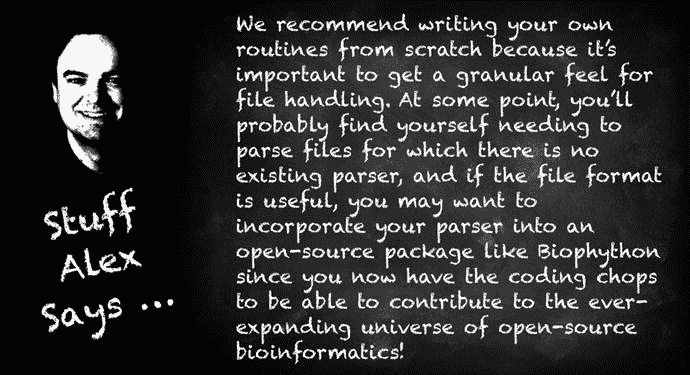 We recommend writing your own
routines from scratch because it's
important to get a granular feel for
file handling. At some point, you'll
probably find yourself needing to
parse files for which there is no
existing parser, and if the file format
is useful, you may want to
incorporate your parser into an
open-source package like Biophython
since you now have the coding chops
to be able to contribute to the ever-
expanding universe of open-source
bioinformatics!
Stuff
Alex
Says ...